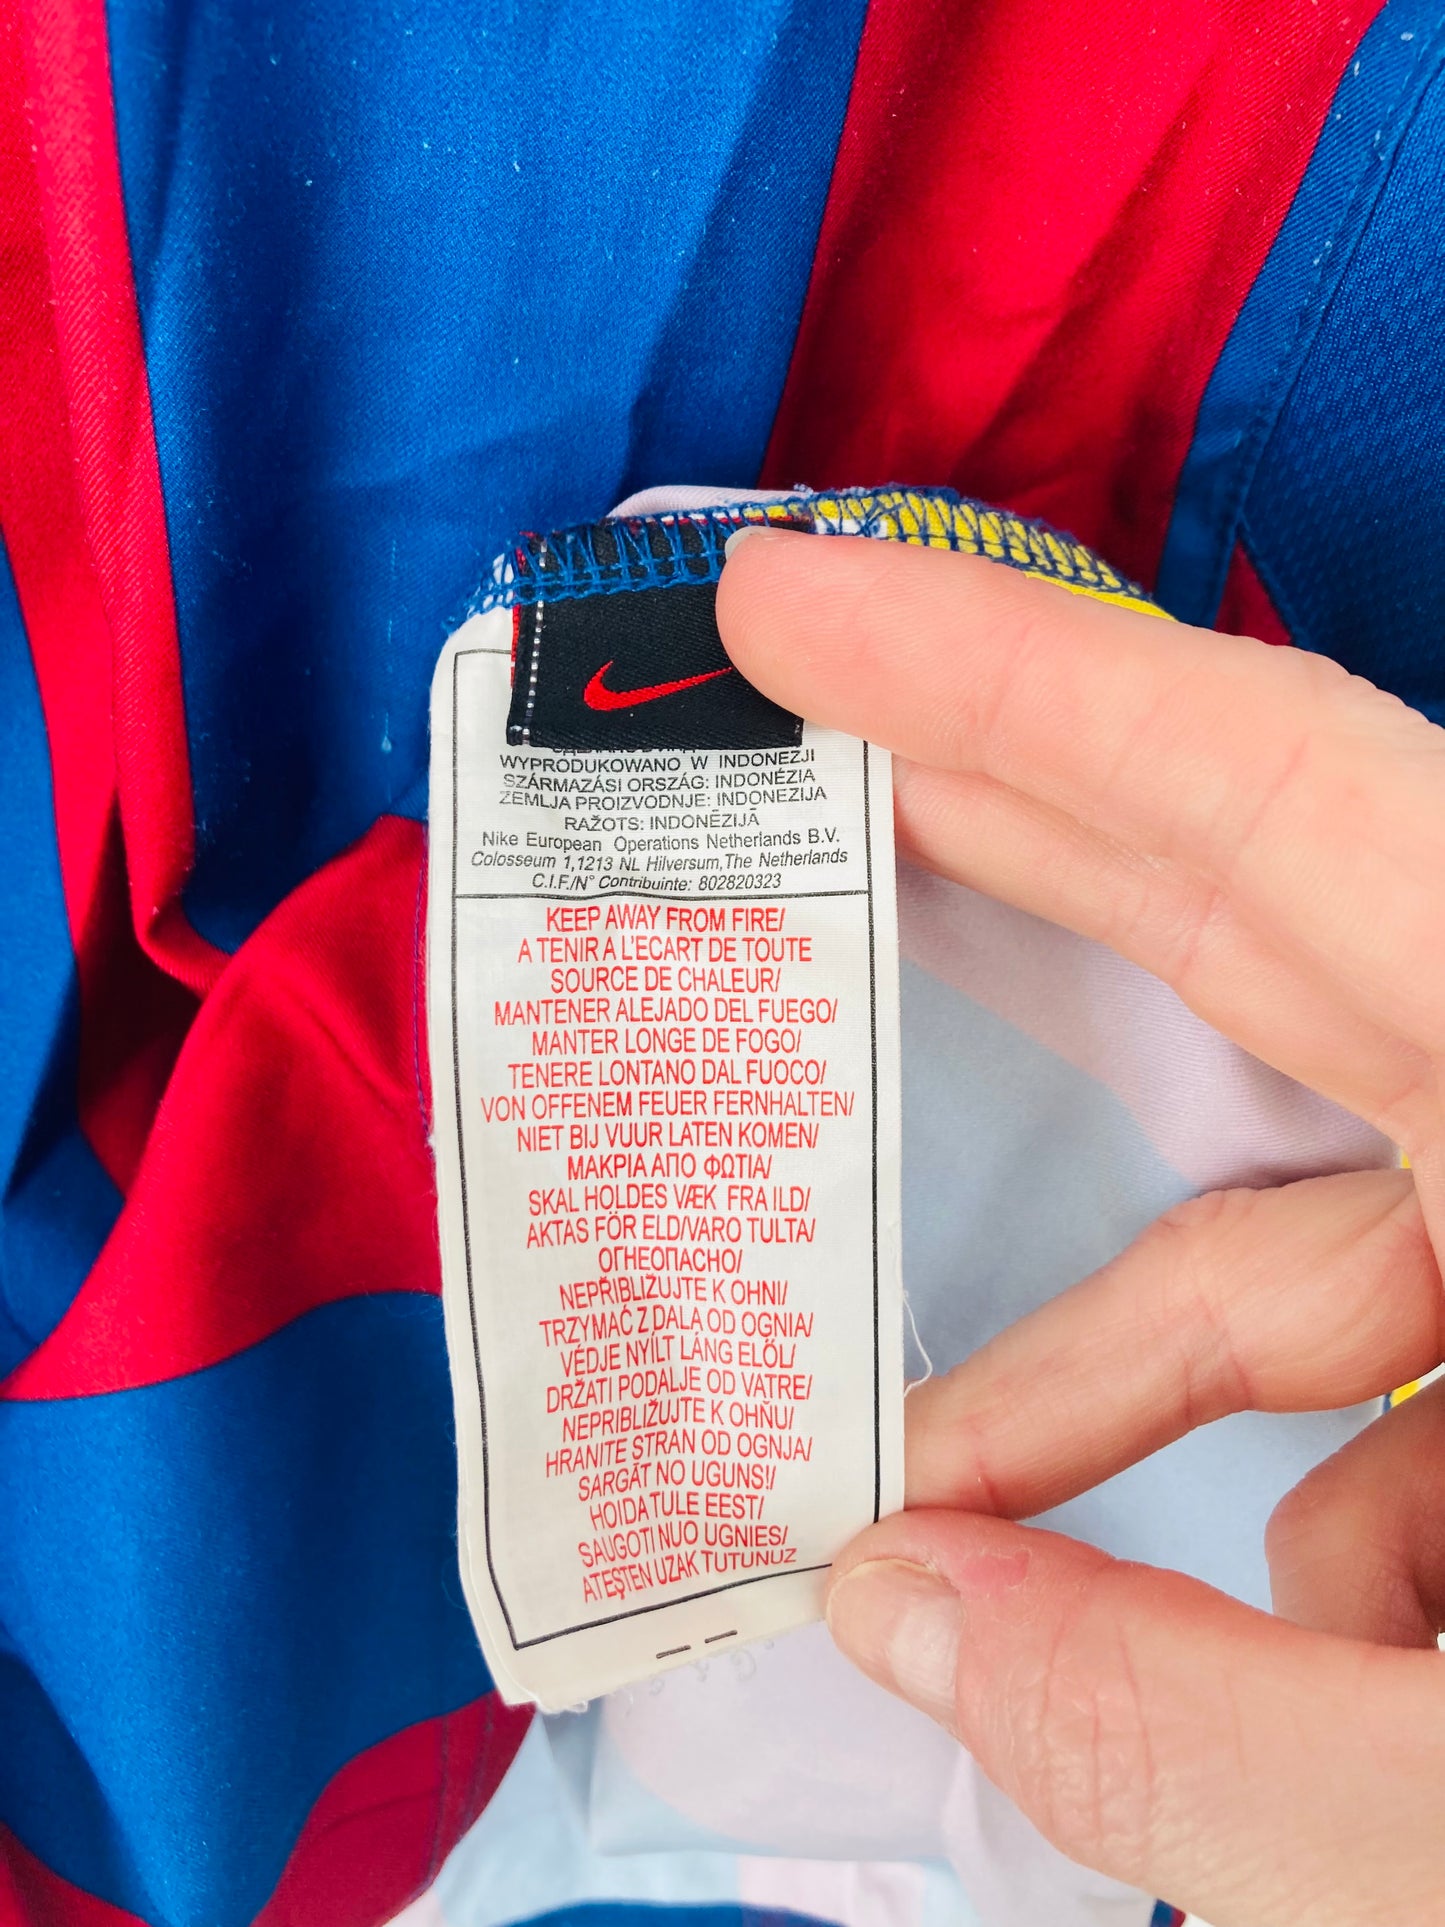 WYPRODUKOWANO W INDONEZJI
SZÁRMAZÁSI ORSZÁG: INDONÉZIA
ZEMLJA PROIZVODNJE: INDONEZIJA
RAŽOTS: INDONĒZIJĀ
Nike European Operations Netherlands B.V.
Colosseum 1,1213 NL Hilversum,The Netherlands
C.I.F./N° Contribuinte: 802820323
KEEP AWAY FROM FIRE/
A TENIR A L'ECART DE TOUTE
SOURCE DE CHALEUR/
MANTENER ALEJADO DEL FUEGO/
MANTER LONGE DE FOGO/
TENERE LONTANO DAL FUOCO/
VON OFFENEM FEUER FERNHALTEN/
NIET BIJ VUUR LATEN KOMEN/
ΜΑΚΡΙΑ ΑΠΟ ΦΩΤΙΑ/
SKAL HOLDES VÆK FRA ILD/
AKTAS FÖR ELD/VARO TULTA/
ОГНЕОПАСНО/
NEPŘIBLIŽUJTE K OHNI/
TRZYMAĆ Z DALA OD OGNIA/
VÉDJE NYÍLT LÁNG ELŐL/
DRŽATI PODALJE OD VATRE/
NEPRIBLIŽUJTE K OHŇU/
HRANITE STRAN OD OGNJA/
SARGĀT NO UGUNS!/
HOIDA TULE EEST/
SAUGOTI NUO UGNIES/
ATEŞTEN UZAK TUTUNUZ